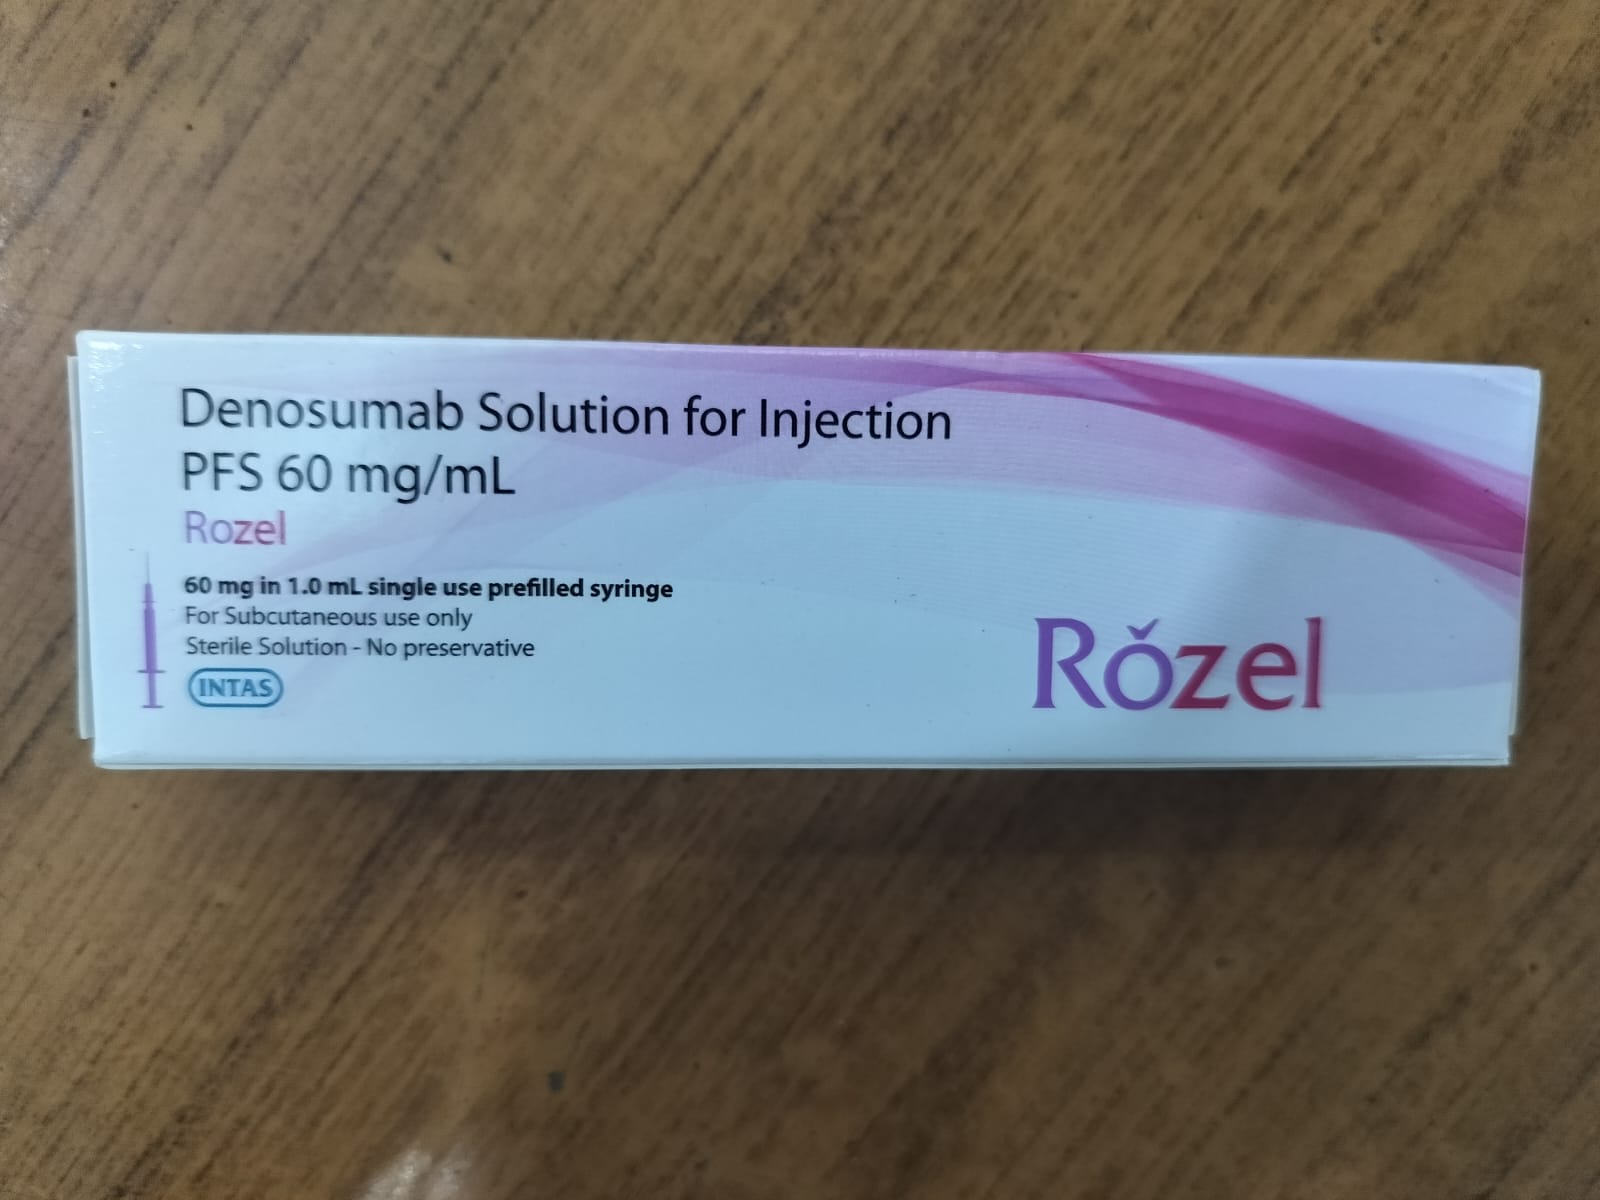 Denosumab Solution for Injection
PFS 60 mg/mL
Rozel
60 mg in 1.0 mL single use prefilled syringe
For Subcutaneous use only
Sterile Solution - No preservative
INTAS
Rǒzel